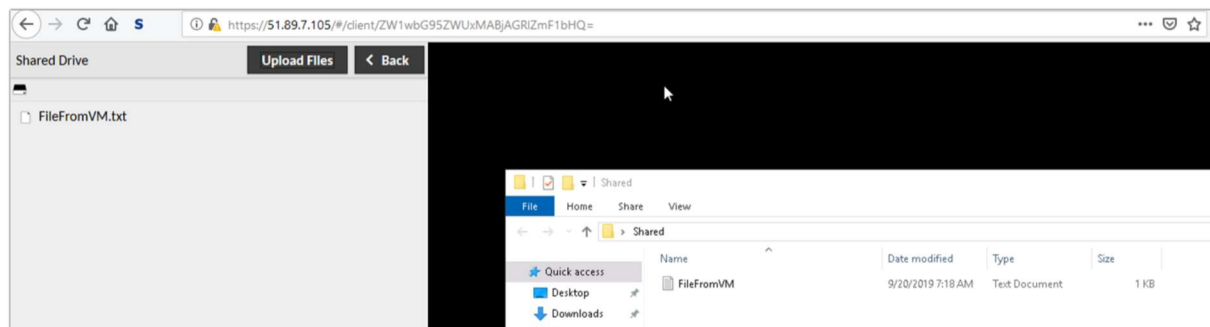 https://51.89.7.105/#/client/ZW1wbG95ZWUxMABjAGRlZmF1bHQ=
Shared Drive
Upload Files
Back
FileFromVM.txt
Shared
File Home Share View
Shared
Name Date modified Type Size
Quick access
FileFromVM 9/20/2019 7:18 AM Text Document 1 KB
Desktop
Downloads